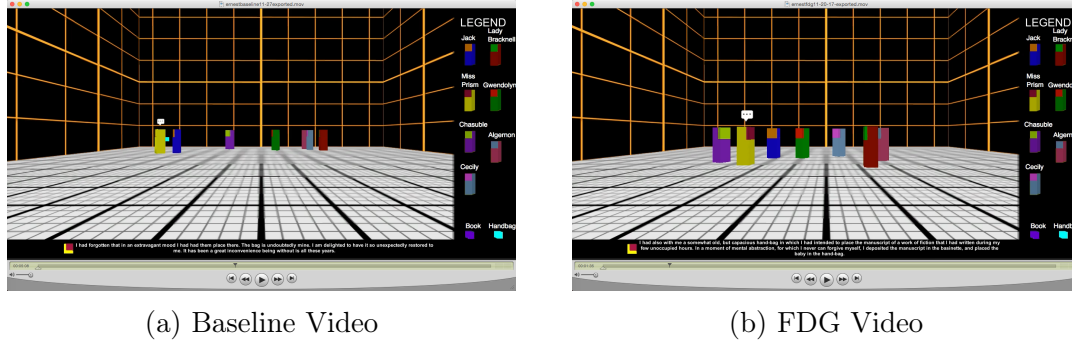 ernestbaseline11-27exported.mov
LEGEND
Jack
Lady
Bracknell
Miss
Prism
Gwendolyn
Chasuble
Algernon
Cecily
Book
Handbag
I had forgotten that in an extravagant mood I had had them place there. The bag is undoubtedly mine. I am delighted to have it so unexpectedly restored to
me. It has been a great inconvenience being without is all these years.
(a) Baseline Video
ernestfdg11-25-17-exported.mov
LEGEND
Jack
Lady
Brackne
Miss
Prism
Gwendoly
Chasuble
Algernon
Cecily
Book
Handba
I had also with me a somewhat old, but capacious hand-bag in which I had intended to place the manuscript of a work of fiction that I had written during my
few unoccupied hours. In a moment of mental abstraction, for which I never can forgive myself, I deposited the manuscript in the basinette, and placed the
baby in the hand-bag.
(b) FDG Video